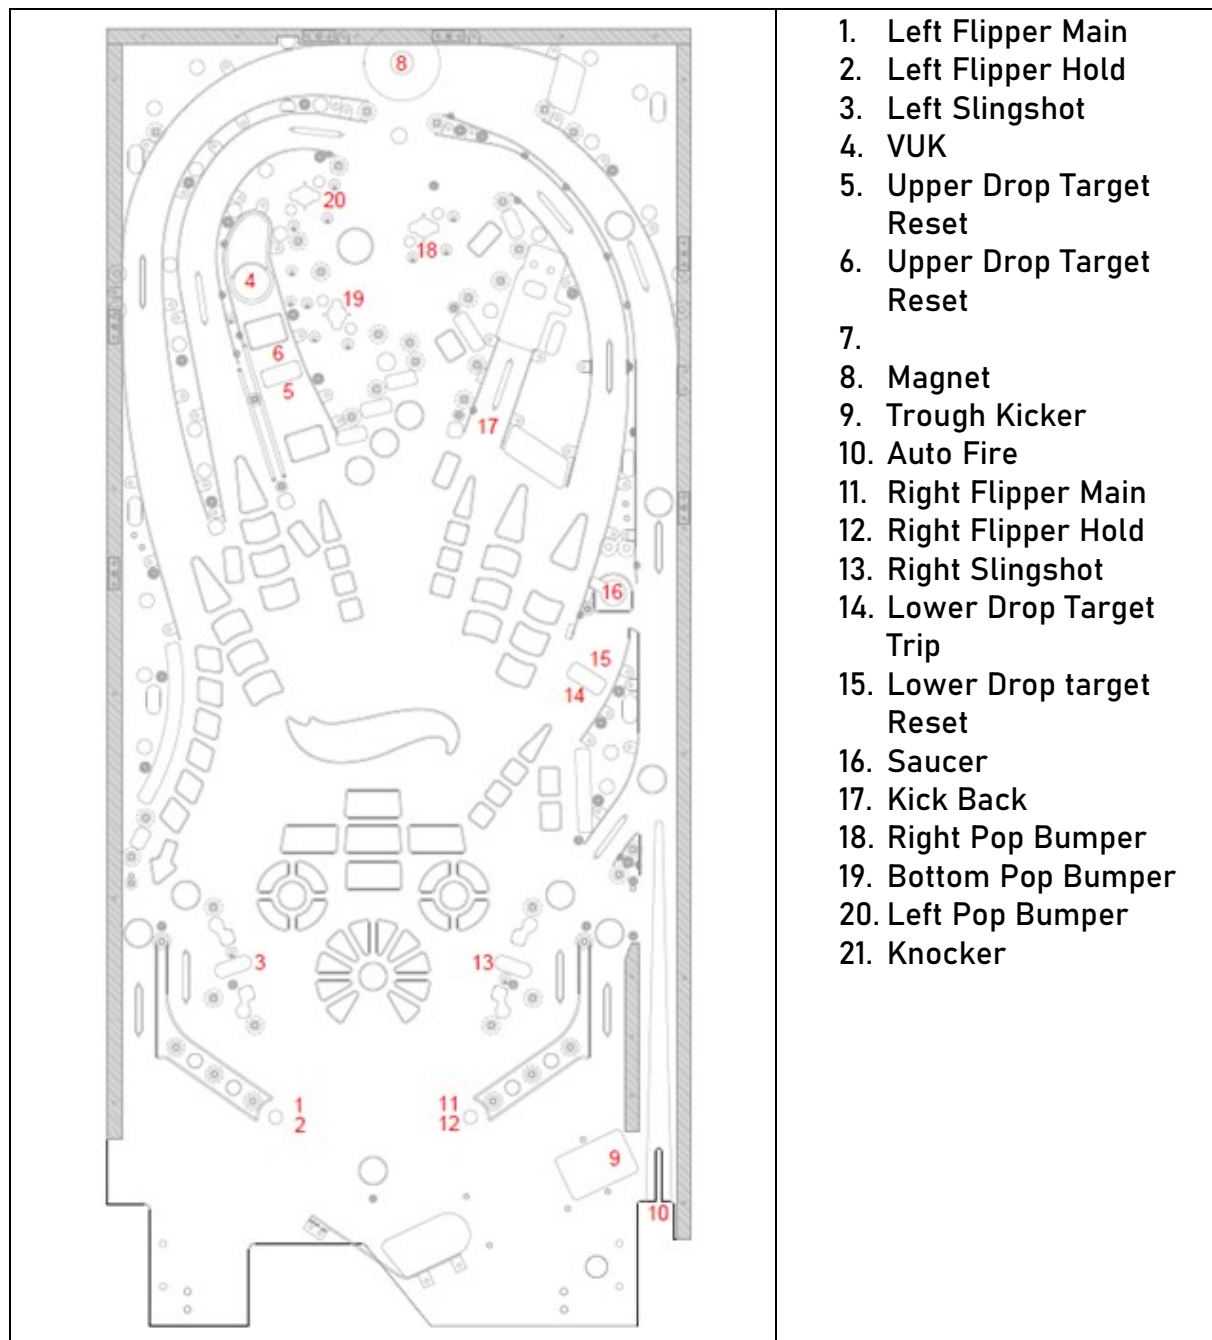 8
20
18
4
19
6
5
17
16
15
14
3
13
1
2
11
12
9
10
1. Left Flipper Main
2. Left Flipper Hold
3. Left Slingshot
4. VUK
5. Upper Drop Target
Reset
6. Upper Drop Target
Reset
7.
8. Magnet
9. Trough Kicker
10. Auto Fire
11. Right Flipper Main
12. Right Flipper Hold
13. Right Slingshot
14. Lower Drop Target
Trip
15. Lower Drop target
Reset
16. Saucer
17. Kick Back
18. Right Pop Bumper
19. Bottom Pop Bumper
20. Left Pop Bumper
21. Knocker